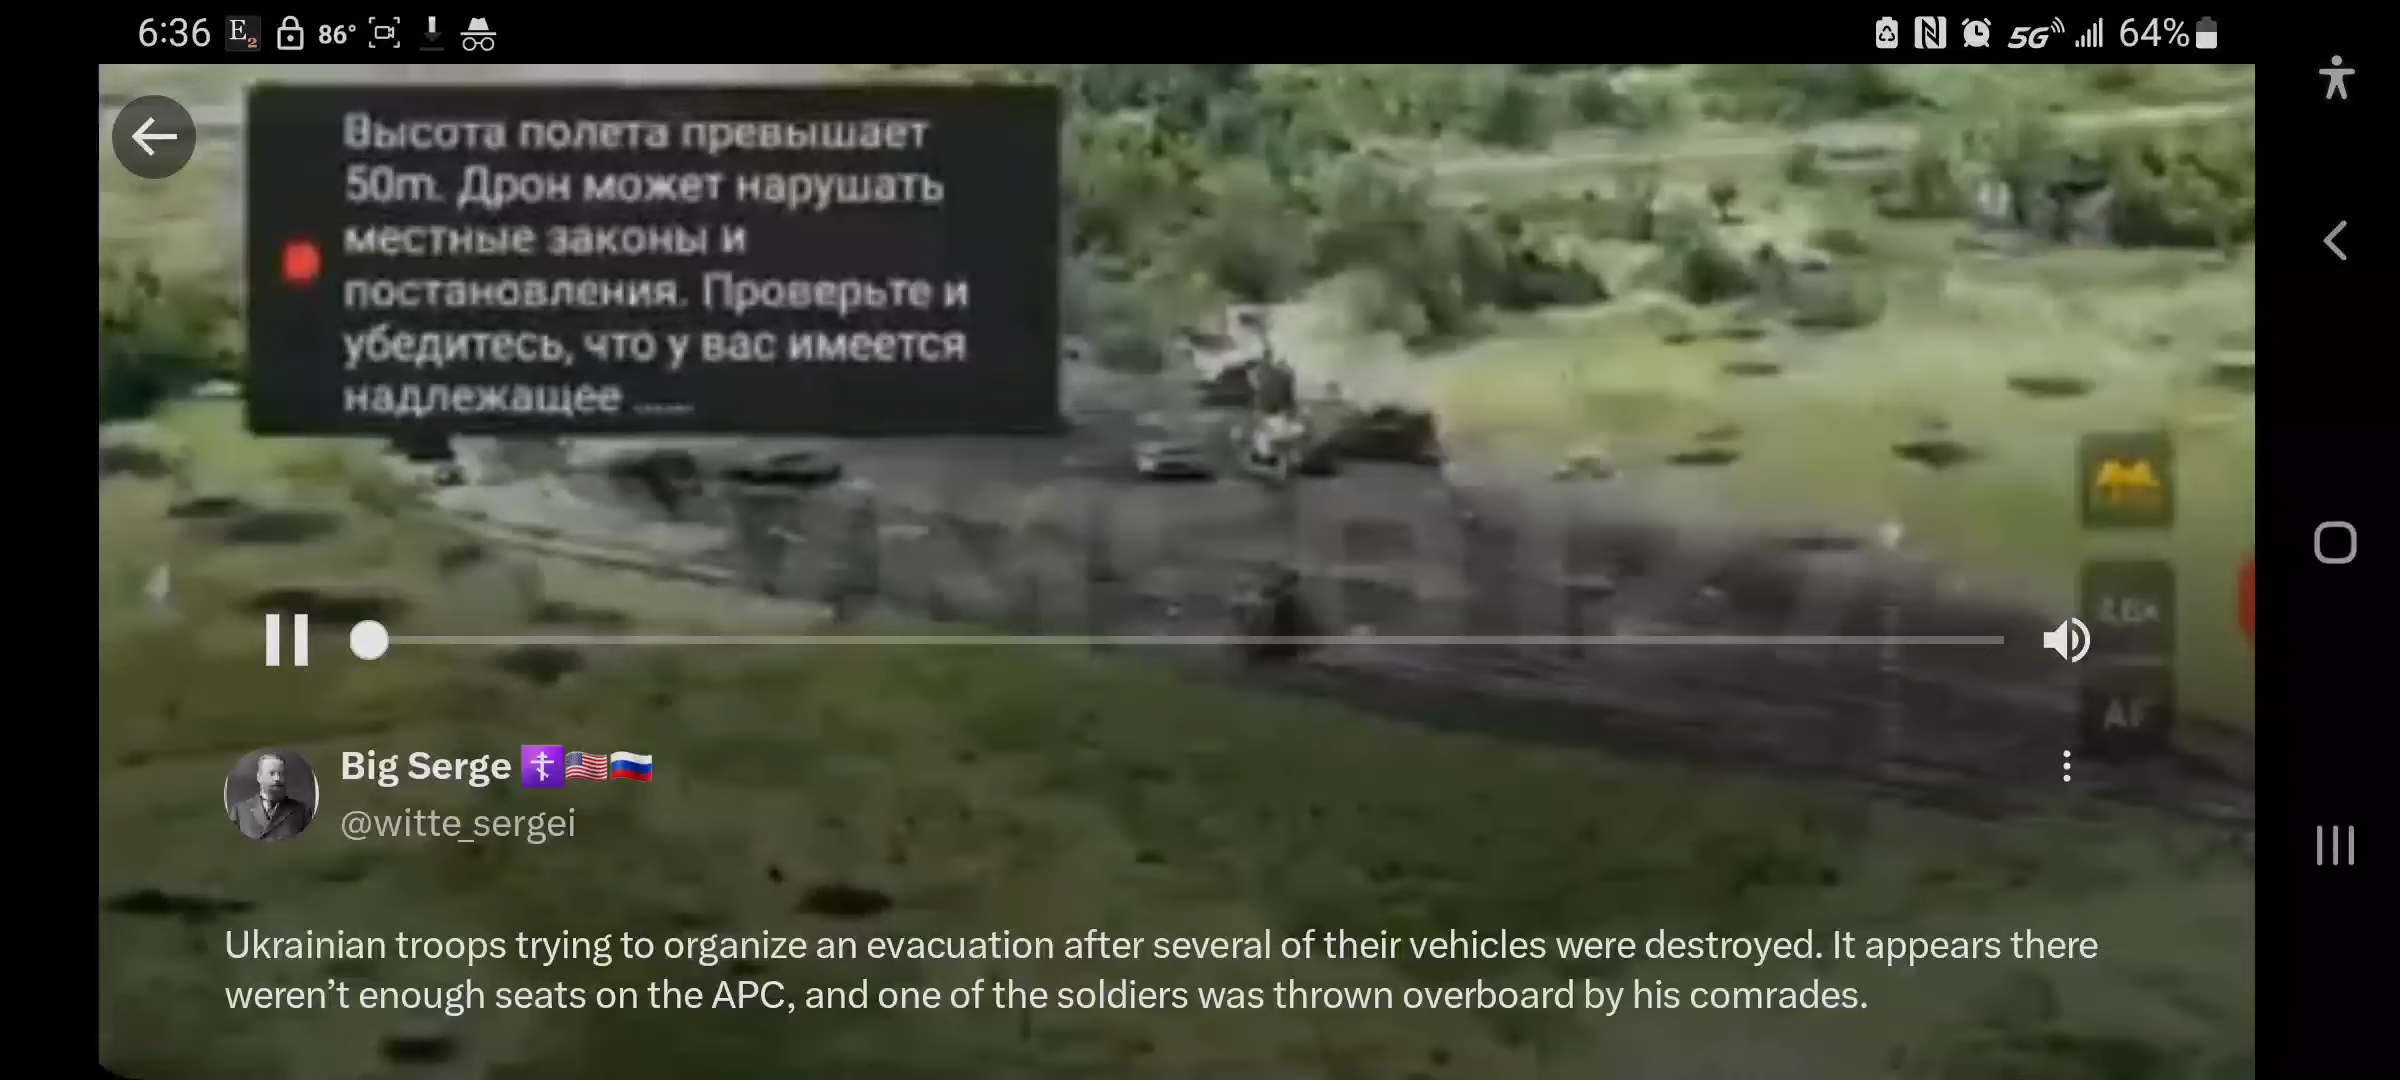 6:36 E2 86° 5G 64%
Высота полета превышает
50m. Дрон может нарушать
местные законы и
постановления. Проверьте и
убедитесь, что у вас имеется
надлежащее ......
AF
Big Serge ☦️🇺🇸🇷🇺
@witte_sergei
Ukrainian troops trying to organize an evacuation after several of their vehicles were destroyed. It appears there
weren’t enough seats on the APC, and one of the soldiers was thrown overboard by his comrades.